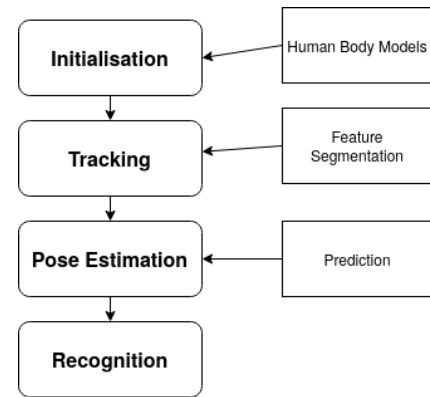 Initialisation
Human Body Models
Tracking
Feature
Segmentation
Pose Estimation
Prediction
Recognition